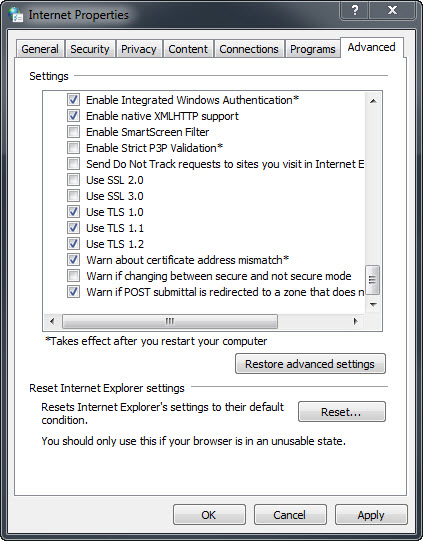 Internet Properties
General Security Privacy Content Connections Programs Advanced
Settings
Enable Integrated Windows Authentication*
Enable native XMLHTTP support
Enable SmartScreen Filter
Enable Strict P3P Validation*
Send Do Not Track requests to sites you visit in Internet E
Use SSL 2.0
Use SSL 3.0
Use TLS 1.0
Use TLS 1.1
Use TLS 1.2
Warn about certificate address mismatch*
Warn if changing between secure and not secure mode
Warn if POST submittal is redirected to a zone that does n
*Takes effect after you restart your computer
Restore advanced settings
Reset Internet Explorer settings
Resets Internet Explorer's settings to their default
condition.
Reset...
You should only use this if your browser is in an unusable state.
OK Cancel Apply